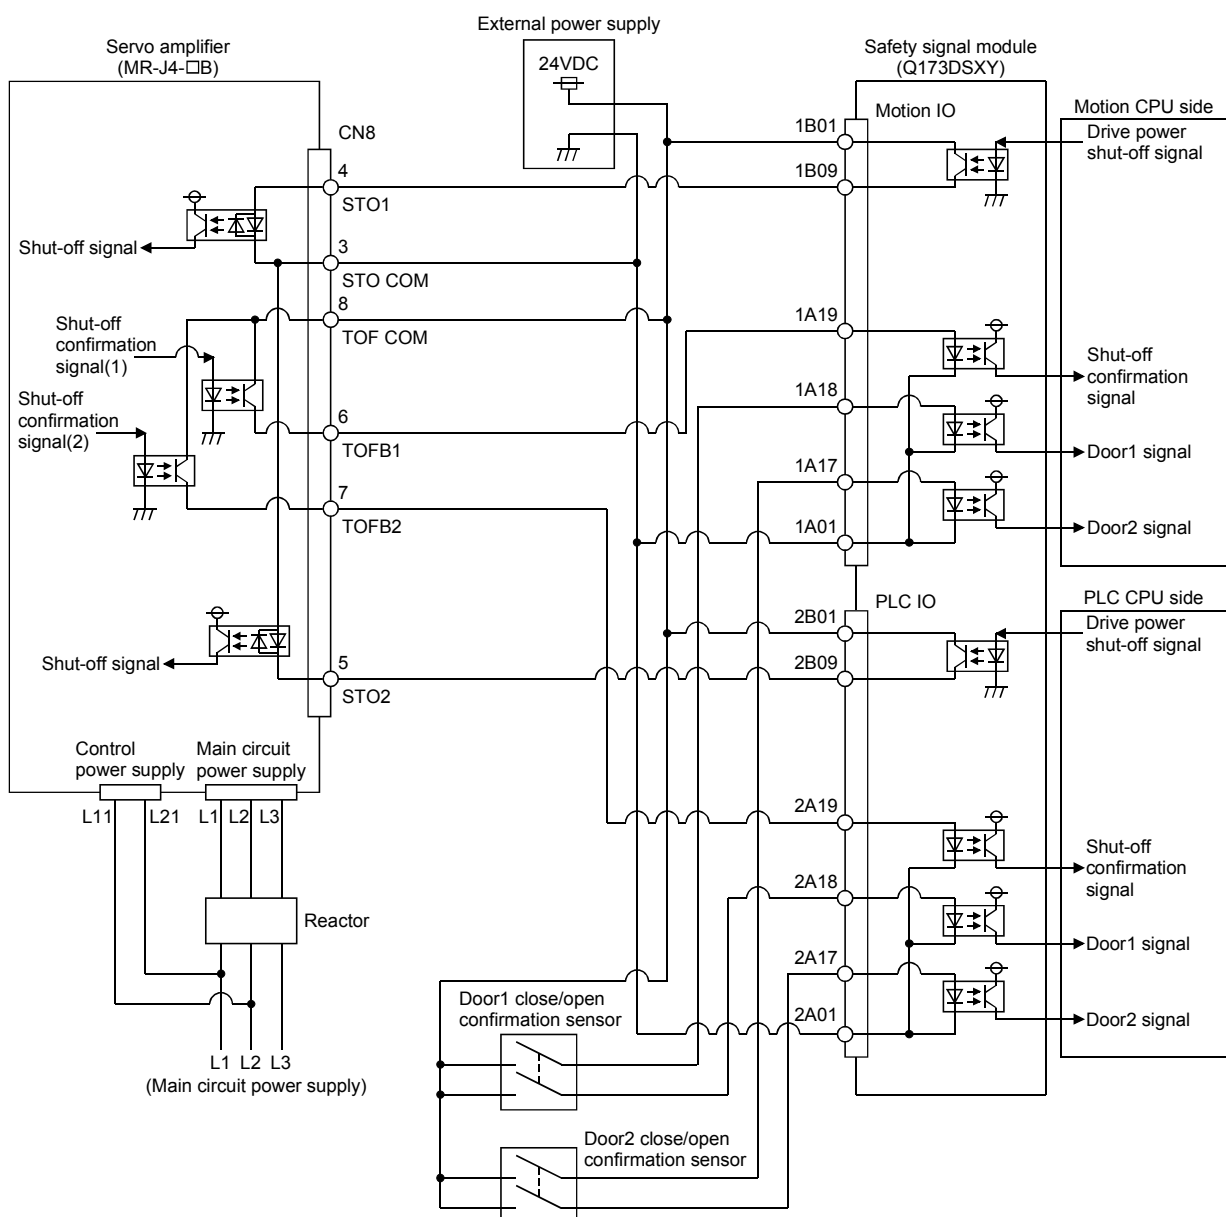 External power supply
24VDC
Servo amplifier
(MR-J4-□B)
CN8
4
STO1
3
STO COM
8
TOF COM
6
TOFB1
7
TOFB2
5
STO2
Shut-off signal
Shut-off
confirmation
signal(1)
Shut-off
confirmation
signal(2)
Shut-off signal
Control
power supply
Main circuit
power supply
L11
L21
L1
L2
L3
Reactor
L1
L2
L3
(Main circuit power supply)
Safety signal module
(Q173DSXY)
Motion IO
1B01
1B09
1A19
1A18
1A17
1A01
Motion CPU side
Drive power
shut-off signal
Shut-off
confirmation
signal
Door1 signal
Door2 signal
PLC IO
2B01
2B09
2A19
2A18
2A17
2A01
PLC CPU side
Drive power
shut-off signal
Shut-off
confirmation
signal
Door1 signal
Door2 signal
Door1 close/open
confirmation sensor
Door2 close/open
confirmation sensor